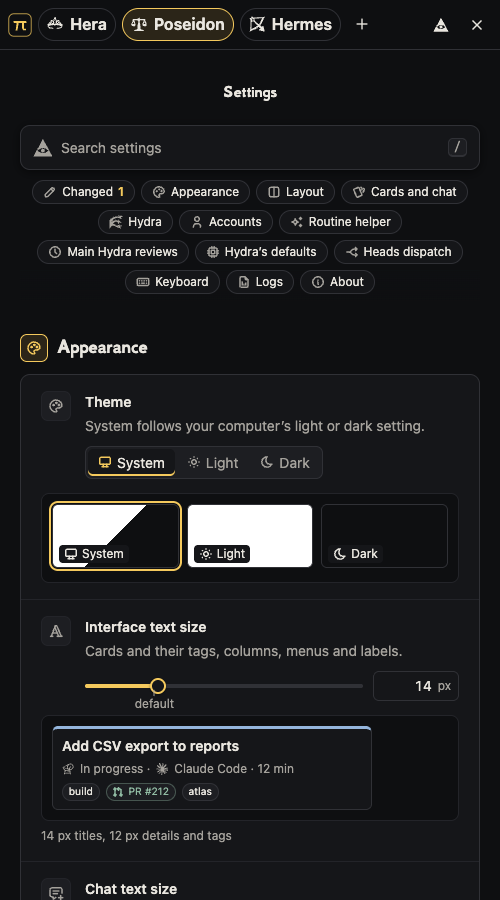 π Hera Poseidon Hermes + ×
Settings
Search settings /
Changed 1 Appearance Layout Cards and chat
Hydra Accounts Routine helper
Main Hydra reviews Hydra’s defaults Heads dispatch
Keyboard Logs About
Appearance
Theme
System follows your computer’s light or dark setting.
System Light Dark
System Light Dark
A Interface text size
Cards and their tags, columns, menus and labels.
14 px
default
Add CSV export to reports
In progress · Claude Code · 12 min
build PR #212 atlas
14 px titles, 12 px details and tags
Chat text size